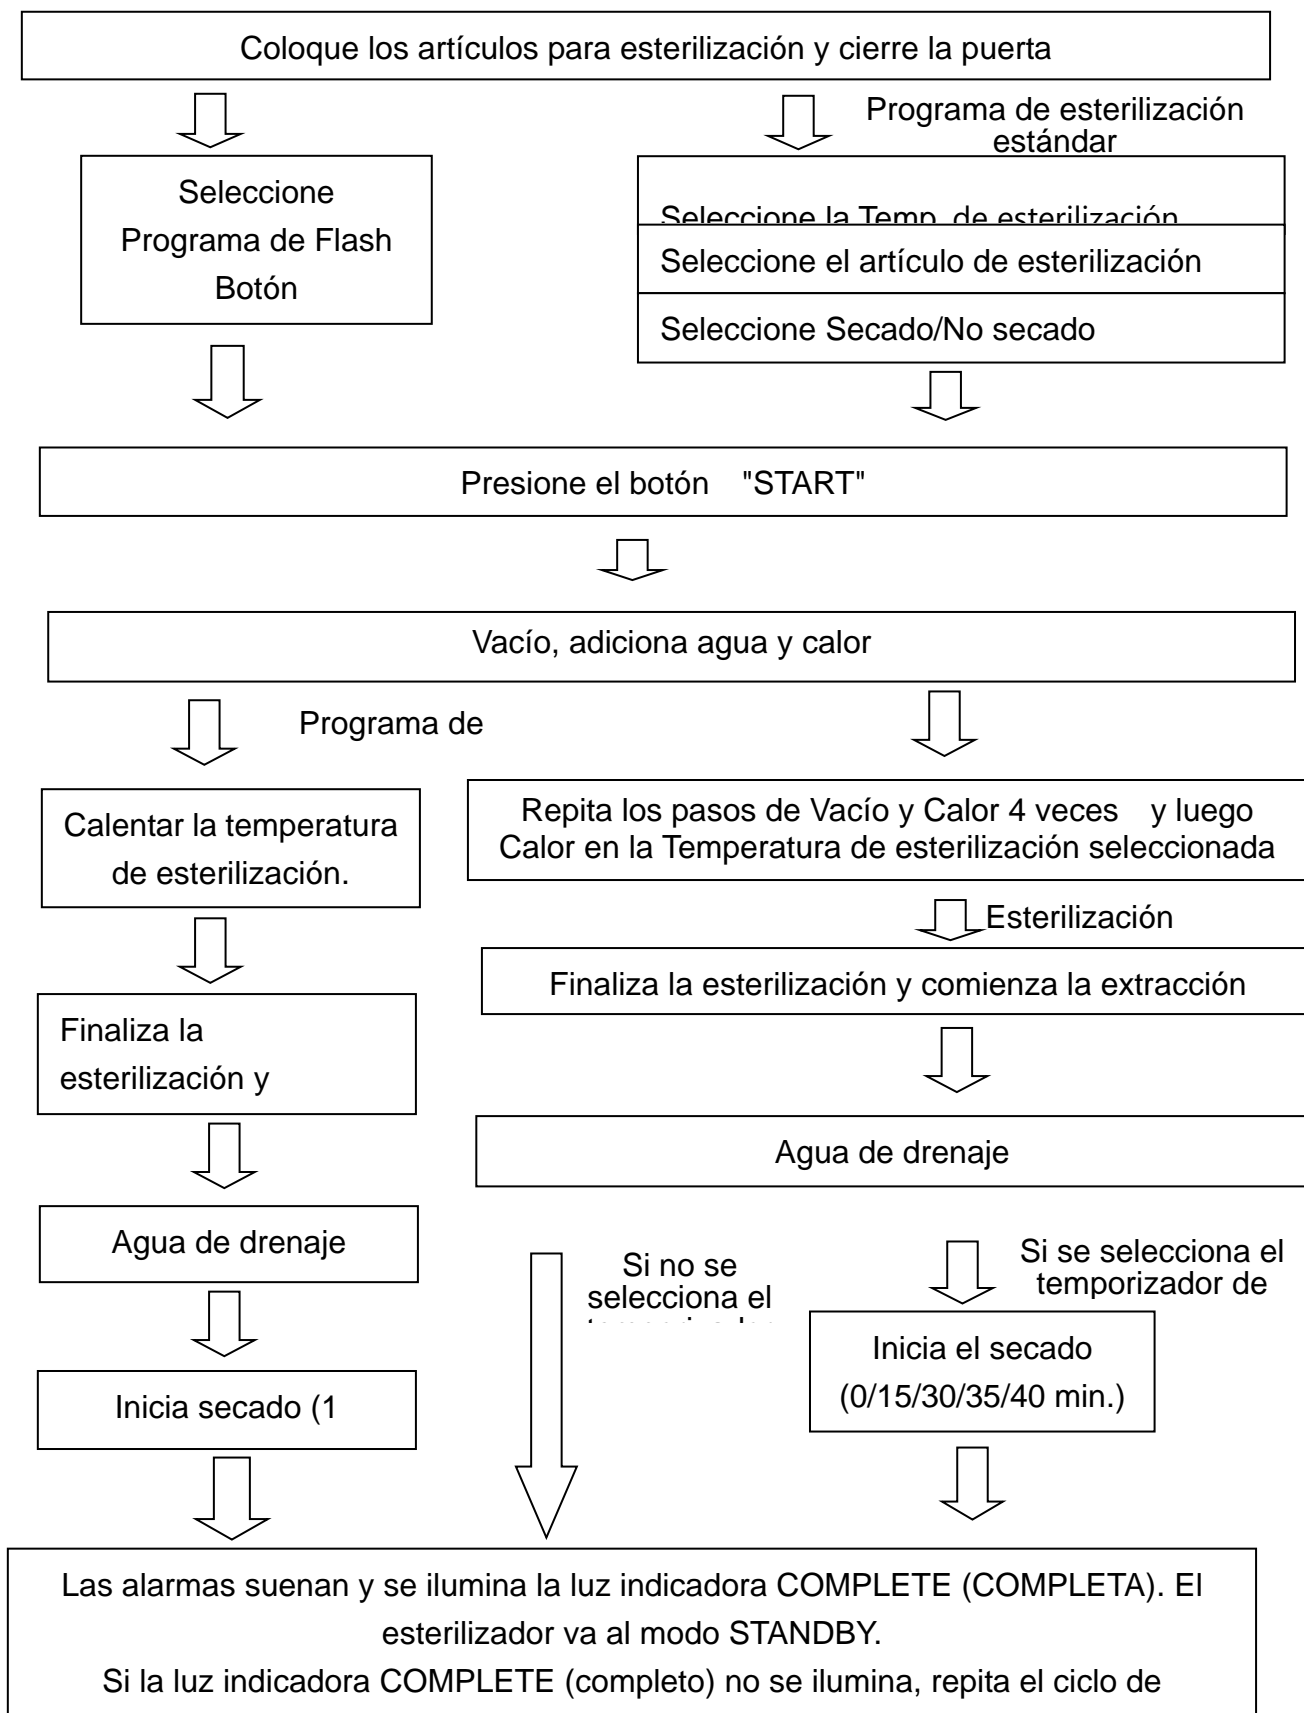 Coloque los artículos para esterilización y cierre la puerta
Programa de esterilización
estándar
Seleccione
Programa de Flash
Botón
Seleccione la Temp. de esterilización
Seleccione el artículo de esterilización
Seleccione Secado/No secado
Presione el botón "START"
Vacío, adiciona agua y calor
Programa de
Calentar la temperatura
de esterilización.
Repita los pasos de Vacío y Calor 4 veces y luego
Calor en la Temperatura de esterilización seleccionada
Esterilización
Finaliza la esterilización y comienza la extracción
Finaliza la
esterilización y
Agua de drenaje
Agua de drenaje
Si no se
selecciona el
Si se selecciona el
temporizador de
Inicia secado (1
Inicia el secado
(0/15/30/35/40 min.)
Las alarmas suenan y se ilumina la luz indicadora COMPLETE (COMPLETA). El
esterilizador va al modo STANDBY.
Si la luz indicadora COMPLETE (completo) no se ilumina, repita el ciclo de